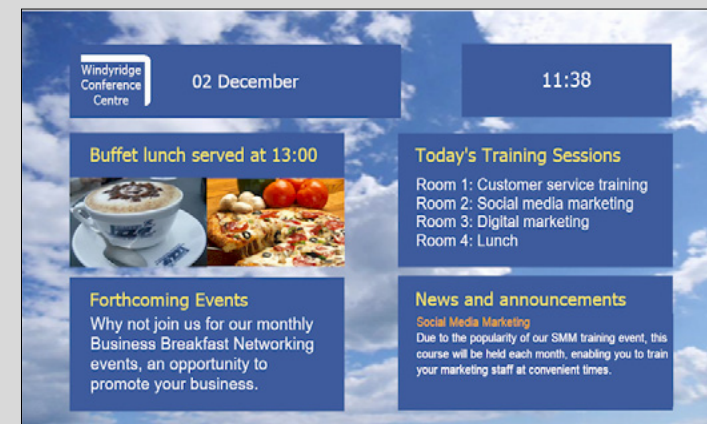 Windyridge
Conference
Centre
02 December
11:38
Buffet lunch served at 13:00
Today's Training Sessions
Room 1: Customer service training
Room 2: Social media marketing
Room 3: Digital marketing
Room 4: Lunch
Forthcoming Events
Why not join us for our monthly
Business Breakfast Networking
events, an opportunity to
promote your business.
News and announcements
Social Media Marketing
Due to the popularity of our SMM training event, this
course will be held each month, enabling you to train
your marketing staff at convenient times.